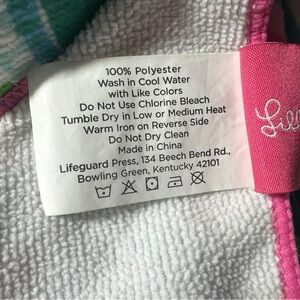 100% Polyester
Wash in Cool Water
with Like Colors
Do Not Use Chlorine Bleach
Tumble Dry in Low or Medium Heat
Warm Iron on Reverse Side
Do Not Dry Clean
Made in China
Lifeguard Press, 134 Beech Bend Rd.,
Bowling Green, Kentucky 42101